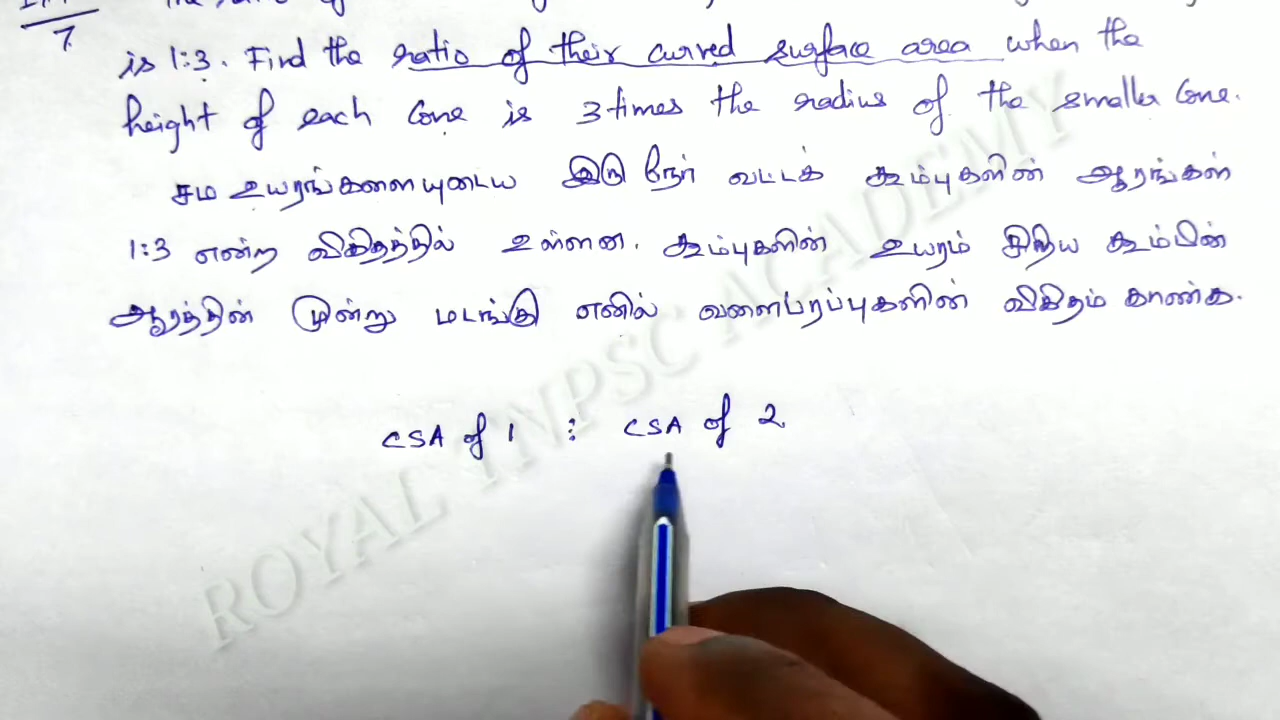 7
is 1:3. Find the ratio of their curved surface area when the
height of each Cone is 3 times the radius of the smaller Cone.
சம உயரங்களையுடைய இரு நேர் வட்டக் கூம்புகளின் ஆரங்கள்
1:3 என்ற விகிதத்தில் உள்ளன. கூம்புகளின் உயரம் சிறிய கூம்பின்
ஆரத்தின் மூன்று மடங்கு எனில் வளைபரப்புகளின் விகிதம் காண்க.
CSA of 1 : CSA of 2
ROYAL TNPSC ACADEMY